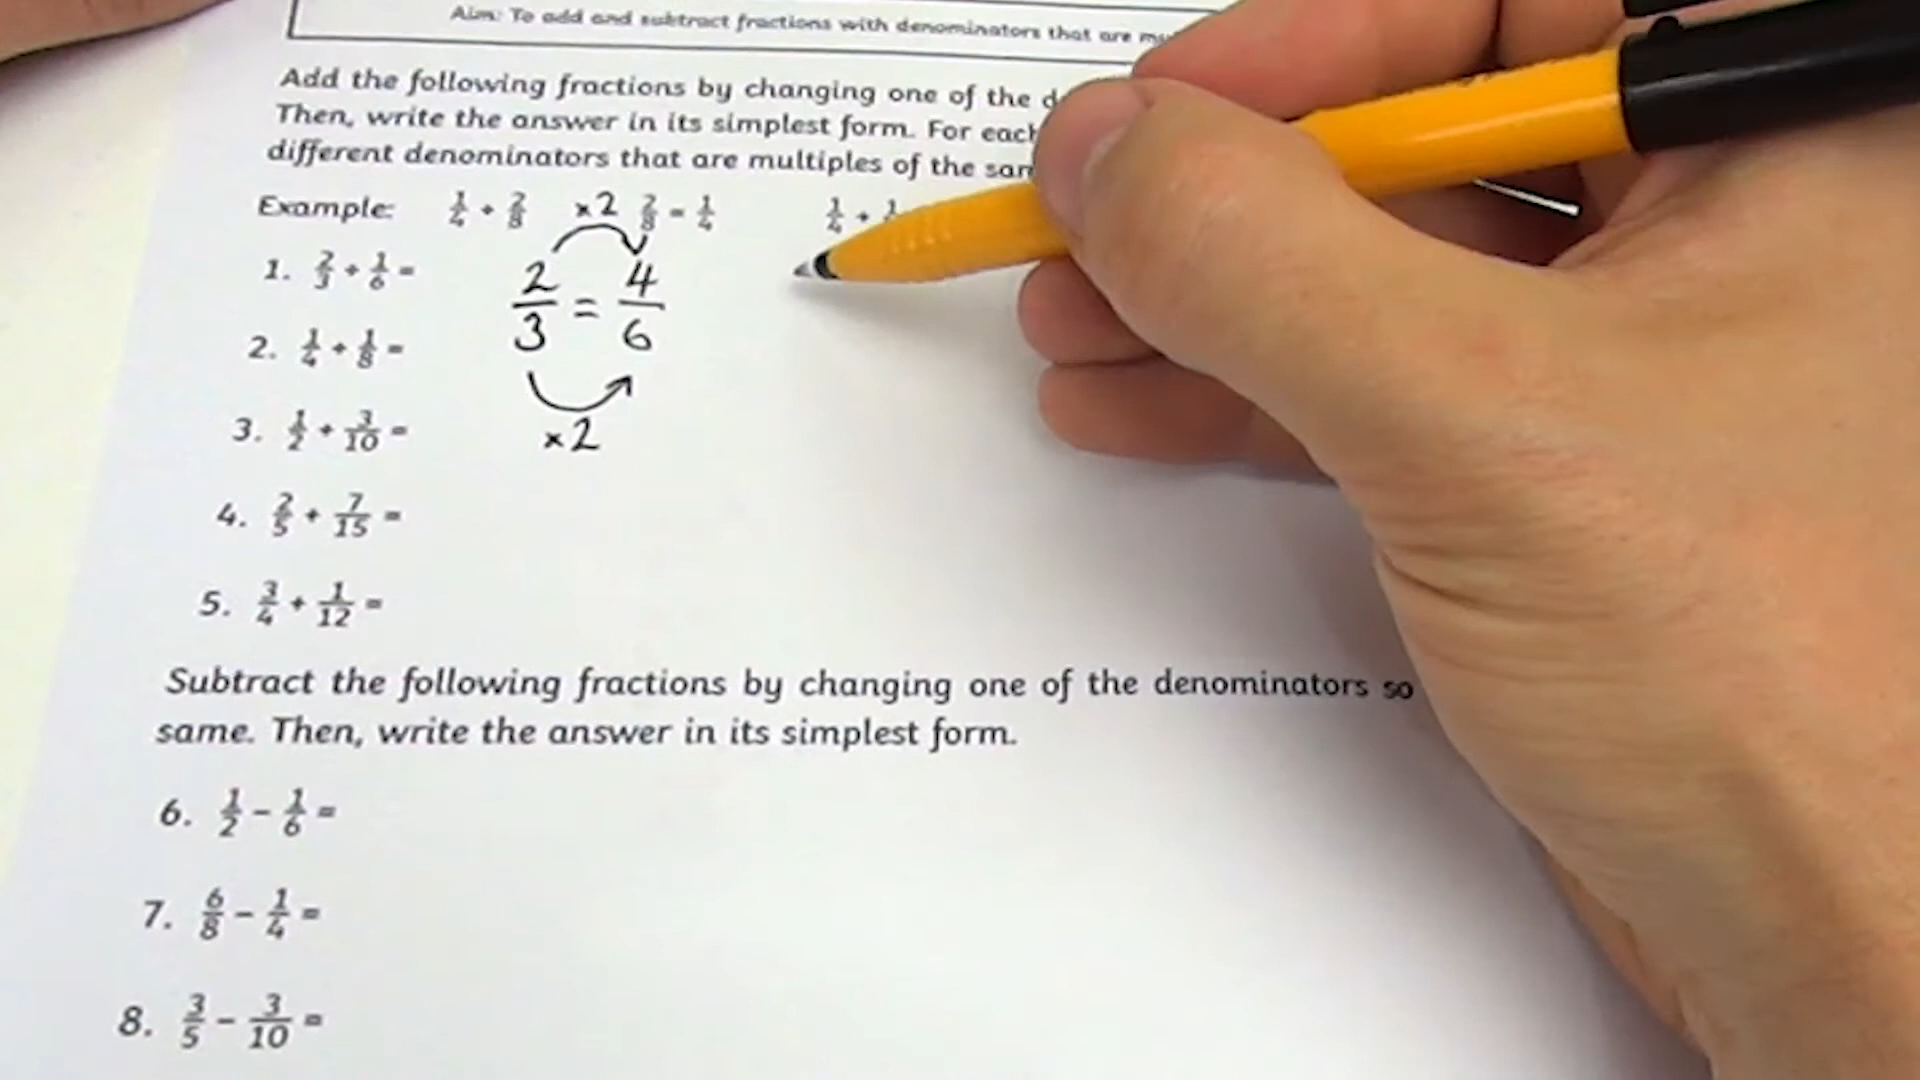 Aim: To add and subtract fractions with denominators that are
Add the following fractions by changing one of the
Then, write the answer in its simplest form. For each
different denominators that are multiples of the
Example: 1/4 + 2/8 ×2 2/8 = 1/4 1/4 +
1. 2/3 + 1/6 =
2/3 = 4/6
2. 1/4 + 1/8 =
×2
3. 1/2 + 3/10 =
4. 2/5 + 7/15 =
5. 3/4 + 1/12 =
Subtract the following fractions by changing one of the denominators so
same. Then, write the answer in its simplest form.
6. 1/2 - 1/6 =
7. 6/8 - 1/4 =
8. 3/5 - 3/10 =